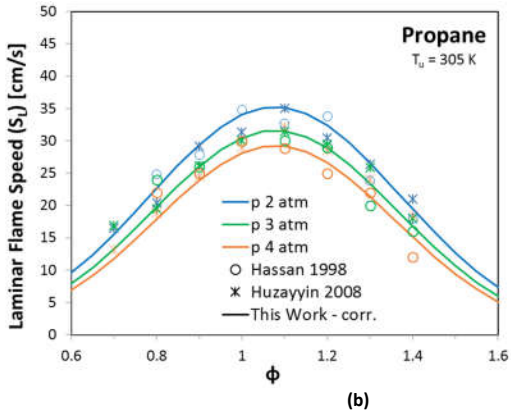 50
45
40
35
30
25
20
15
10
5
0
Laminar Flame Speed (S_L) [cm/s]
Propane
T_u = 305 K
p 2 atm
p 3 atm
p 4 atm
Hassan 1998
Huzayyin 2008
This Work - corr.
0.6 0.8 1 1.2 1.4 1.6
ϕ
(b)